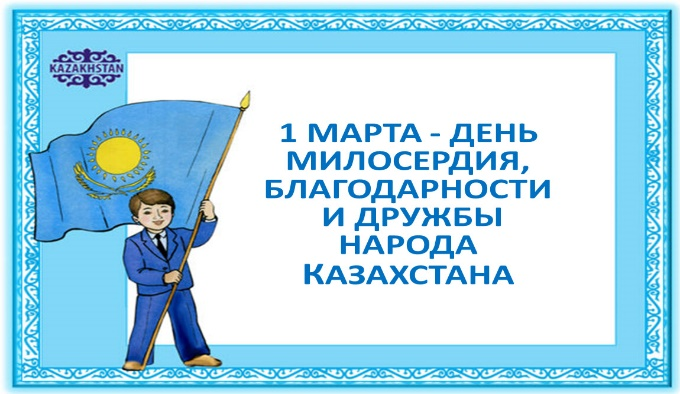 KAZAKHSTAN
1 МАРТА - ДЕНЬ
МИЛОСЕРДИЯ,
БЛАГОДАРНОСТИ
И ДРУЖБЫ
НАРОДА
КАЗАХСТАНА